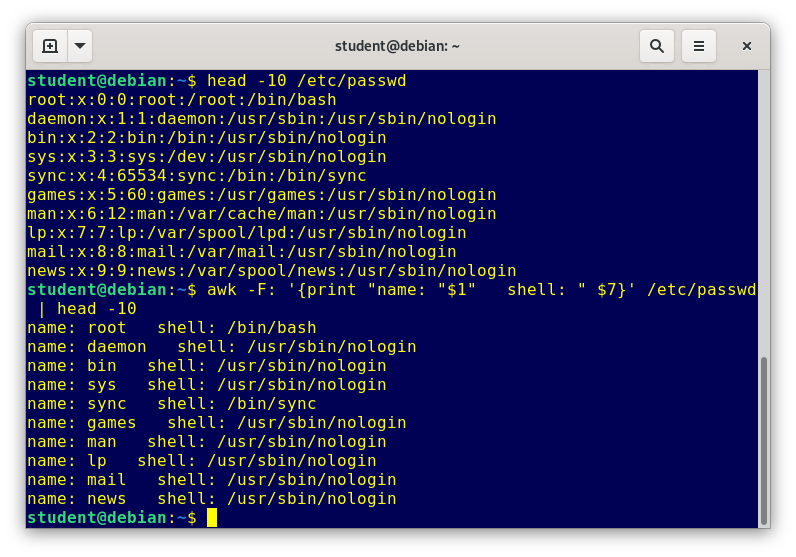 student@debian: ~
student@debian:~$ head -10 /etc/passwd
root:x:0:0:root:/root:/bin/bash
daemon:x:1:1:daemon:/usr/sbin:/usr/sbin/nologin
bin:x:2:2:bin:/bin:/usr/sbin/nologin
sys:x:3:3:sys:/dev:/usr/sbin/nologin
sync:x:4:65534:sync:/bin:/bin/sync
games:x:5:60:games:/usr/games:/usr/sbin/nologin
man:x:6:12:man:/var/cache/man:/usr/sbin/nologin
lp:x:7:7:lp:/var/spool/lpd:/usr/sbin/nologin
mail:x:8:8:mail:/var/mail:/usr/sbin/nologin
news:x:9:9:news:/var/spool/news:/usr/sbin/nologin
student@debian:~$ awk -F: '{print "name: "$1"   shell: " $7}' /etc/passwd
 | head -10
name: root   shell: /bin/bash
name: daemon   shell: /usr/sbin/nologin
name: bin   shell: /usr/sbin/nologin
name: sys   shell: /usr/sbin/nologin
name: sync   shell: /bin/sync
name: games   shell: /usr/sbin/nologin
name: man   shell: /usr/sbin/nologin
name: lp   shell: /usr/sbin/nologin
name: mail   shell: /usr/sbin/nologin
name: news   shell: /usr/sbin/nologin
student@debian:~$